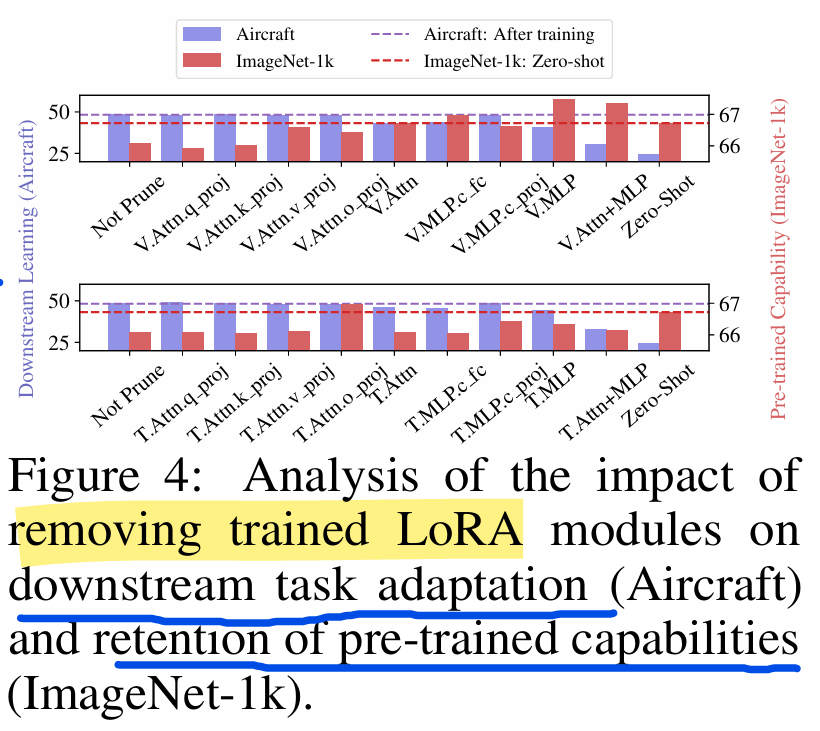 Aircraft
Aircraft: After training
ImageNet-1k
ImageNet-1k: Zero-shot
Downstream Learning (Aircraft)
50
25
67
66
Not Prune
V.Attn.q_proj
V.Attn.k_proj
V.Attn.v_proj
V.Attn.o_proj
V.Attn
V.MLP.c_fc
V.MLP.c_proj
V.MLP
V.Attn+MLP
Zero-Shot
50
25
67
66
Not Prune
T.Attn.q_proj
T.Attn.k_proj
T.Attn.v_proj
T.Attn.o_proj
T.Attn
T.MLP.c_fc
T.MLP.c_proj
T.MLP
T.Attn+MLP
Zero-Shot
Pre-trained Capability (ImageNet-1k)
Figure 4: Analysis of the impact of
removing trained LoRA modules on
downstream task adaptation (Aircraft)
and retention of pre-trained capabilities
(ImageNet-1k).